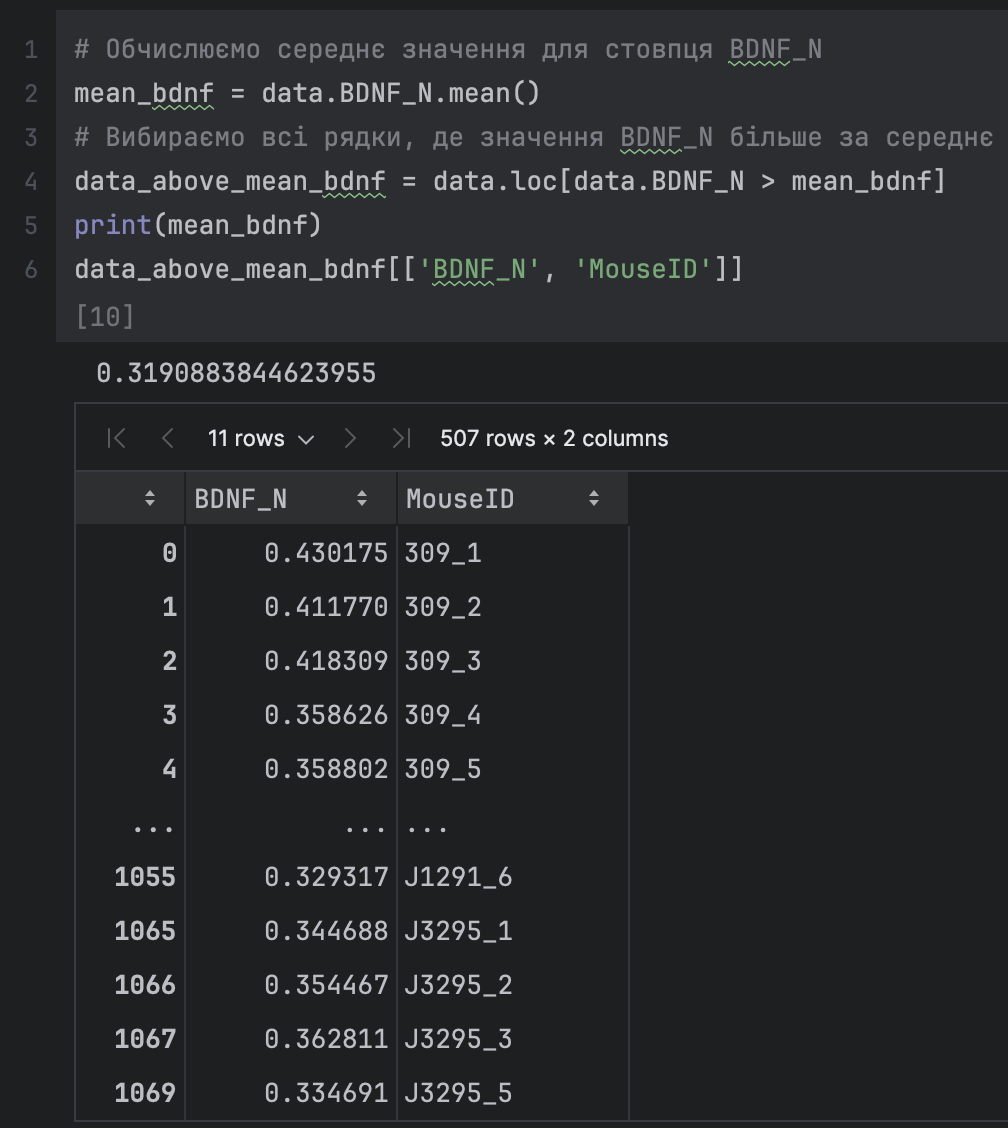 1 # Обчислюємо середнє значення для стовпця BDNF_N
2 mean_bdnf = data.BDNF_N.mean()
3 # Вибираємо всі рядки, де значення BDNF_N більше за середнє
4 data_above_mean_bdnf = data.loc[data.BDNF_N > mean_bdnf]
5 print(mean_bdnf)
6 data_above_mean_bdnf[['BDNF_N', 'MouseID']]
[10]
0.3190883844623955
11 rows 507 rows × 2 columns
BDNF_N MouseID
0 0.430175 309_1
1 0.411770 309_2
2 0.418309 309_3
3 0.358626 309_4
4 0.358802 309_5
... ... ...
1055 0.329317 J1291_6
1065 0.344688 J3295_1
1066 0.354467 J3295_2
1067 0.362811 J3295_3
1069 0.334691 J3295_5